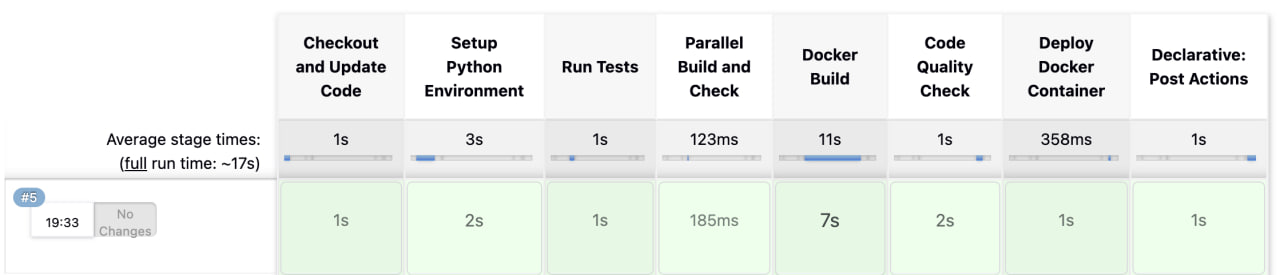 Checkout and Update Code
Setup Python Environment
Run Tests
Parallel Build and Check
Docker Build
Code Quality Check
Deploy Docker Container
Declarative: Post Actions
Average stage times:
(full run time: ~17s)
1s
3s
1s
123ms
11s
1s
358ms
1s
#5
19:33
No Changes
1s
2s
1s
185ms
7s
2s
1s
1s